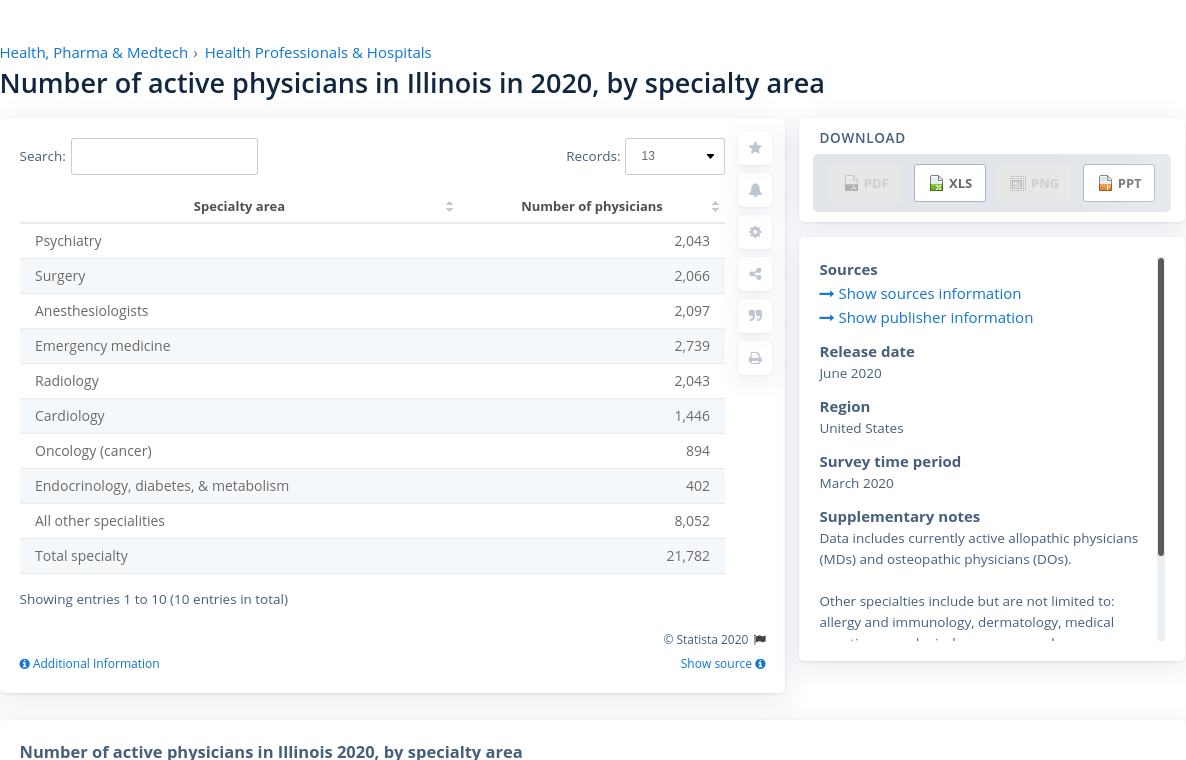 Health, Pharma & Medtech › Health Professionals & Hospitals
Number of active physicians in Illinois in 2020, by specialty area
Search:
Records: 13
Specialty area Number of physicians
Psychiatry 2,043
Surgery 2,066
Anesthesiologists 2,097
Emergency medicine 2,739
Radiology 2,043
Cardiology 1,446
Oncology (cancer) 894
Endocrinology, diabetes, & metabolism 402
All other specialities 8,052
Total specialty 21,782
Showing entries 1 to 10 (10 entries in total)
© Statista 2020
Additional Information
Show source
DOWNLOAD
PDF XLS PNG PPT
Sources
Show sources information
Show publisher information
Release date
June 2020
Region
United States
Survey time period
March 2020
Supplementary notes
Data includes currently active allopathic physicians
(MDs) and osteopathic physicians (DOs).
Other specialties include but are not limited to:
allergy and immunology, dermatology, medical
Number of active physicians in Illinois 2020, by specialty area